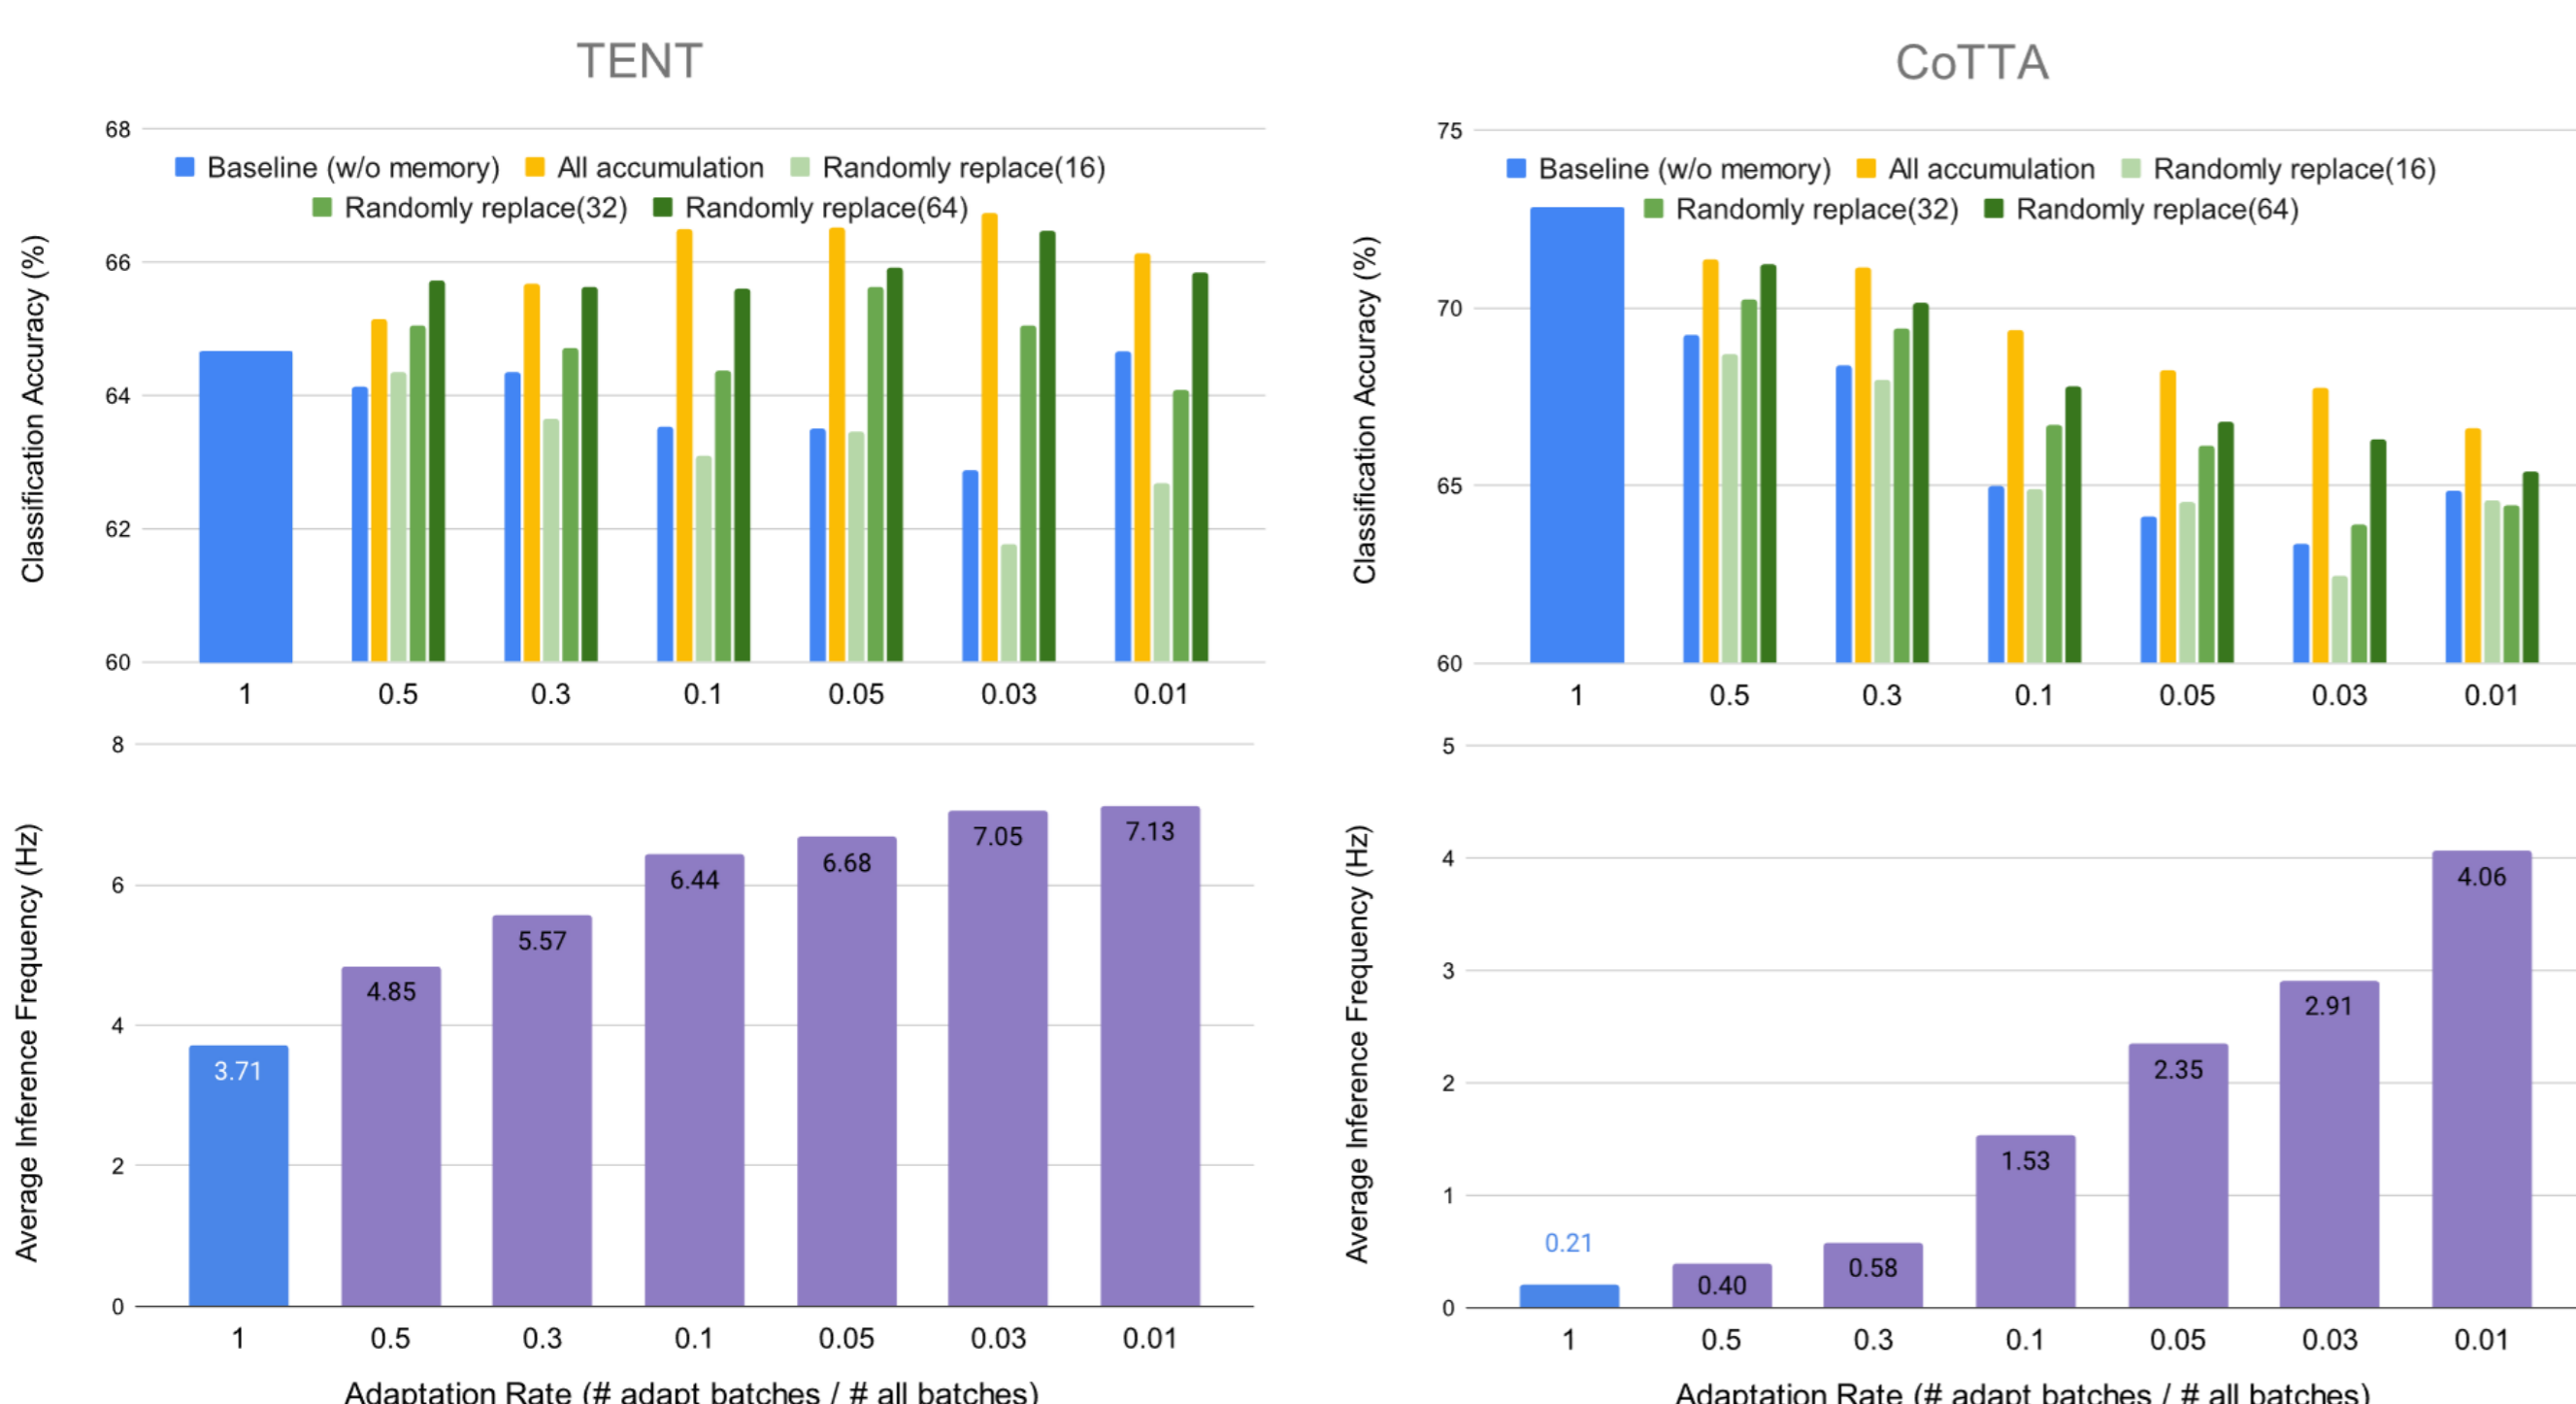 TENT
68
Baseline (w/o memory) All accumulation Randomly replace(16)
Randomly replace(32) Randomly replace(64)
Classification Accuracy (%)
66
64
62
60
1 0.5 0.3 0.1 0.05 0.03 0.01
8
Average Inference Frequency (Hz)
6
4
2
0
3.71
4.85
5.57
6.44
6.68
7.05
7.13
1 0.5 0.3 0.1 0.05 0.03 0.01
Adaptation Rate (# adapt batches / # all batches)
CoTTA
75
Baseline (w/o memory) All accumulation Randomly replace(16)
Randomly replace(32) Randomly replace(64)
Classification Accuracy (%)
70
65
60
1 0.5 0.3 0.1 0.05 0.03 0.01
5
Average Inference Frequency (Hz)
4
3
2
1
0
0.21
0.40
0.58
1.53
2.35
2.91
4.06
1 0.5 0.3 0.1 0.05 0.03 0.01
Adaptation Rate (# adapt batches / # all batches)